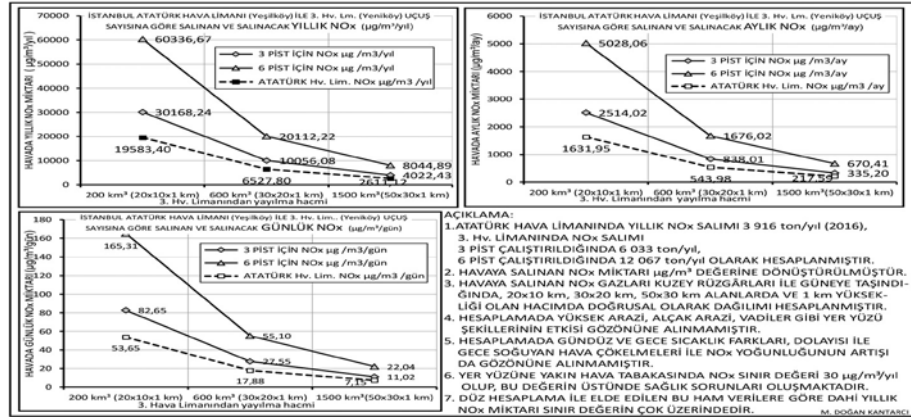 İSTANBUL ATATÜRK HAVA LİMANI (Yeşilköy) İLE 3. Hv. Lm. (Yeniköy) UÇUŞ
SAYISINA GÖRE SALINAN VE SALINACAK YILLIK NOx (µg/m³/yıl)
HAVADA YILLIK NOx MİKTARI (µg/m³/yıl)
70000
60000
50000
40000
30000
20000
10000
0
60336,67
30168,24
19583,40
20112,22
10056,08
6527,80
8044,89
4022,43
2611,12
3 PİST İÇİN NOx µg /m3/yıl
6 PİST İÇİN NOx µg/m3/yıl
ATATÜRK Hv. Lim. NOx µg/m3 /yıl
200 km³ (20x10x1 km) 600 km³ (30x20x1 km) 1500 km³(50x30x1 km)
3. Hv. Limanından yayılma hacmi
İSTANBUL ATATÜRK HAVA LİMANI (Yeşilköy) İLE 3. Hv. Lm. (Yeniköy) UÇUŞ
SAYISINA GÖRE SALINAN VE SALINACAK AYLIK NOx (µg/m³/ay)
HAVADA AYLIK NOx MİKTARI (µg/m³/ay)
6000
5000
4000
3000
2000
1000
0
5028,06
2514,02
1631,95
1676,02
838,01
543,98
670,41
335,20
217,59
3 PİST İÇİN NOx µg /m3/ay
6 PİST İÇİN NOx µg/m3/ay
ATATÜRK Hv. Lim. NOx µg/m3 /ay
200 km³ (20x10x1 km) 600 km³ (30x20x1 km) 1500 km³(50x30x1 km)
3. Hava Limanından yayılma hacmi
İSTANBUL ATATÜRK HAVA LİMANI (Yeşilköy) İLE 3. Hv. Lim.. (Yeniköy) UÇUŞ
SAYISINA GÖRE SALINAN VE SALINACAK GÜNLÜK NOx (µg/m³/gün)
HAVADA GÜNLÜK NOx MİKTARI (µg/m³/gün)
180
160
140
120
100
80
60
40
20
0
165,31
82,65
53,65
55,10
27,55
17,88
22,04
11,02
7,15
3 PİST İÇİN NOx µg /m3/gün
6 PİST İÇİN NOx µg/m3/gün
ATATÜRK Hv. Lim. NOx µg/m3 /gün
200 km³ (20x10x1 km) 600 km³ (30x20x1 km) 1500 km³(50x30x1 km)
3. Hava Limanından yayılma hacmi
AÇIKLAMA:
1.ATATÜRK HAVA LİMANINDA YILLIK NOx SALIMI 3 916 ton/yıl (2016),
3. Hv. LİMANINDA NOx SALIMI
3 PİST ÇALIŞTIRILDIĞINDA 6 033 ton/yıl,
6 PİST ÇALIŞTIRILDIĞINDA 12 067 ton/yıl OLARAK HESAPLANMIŞTIR.
2. HAVAYA SALINAN NOx MİKTARI µg/m³ DEĞERİNE DÖNÜŞTÜRÜLMÜŞTÜR.
3. HAVAYA SALINAN NOx GAZLARI KUZEY RÜZGÂRLARI İLE GÜNEYE TAŞINDI-
ĞINDA, 20x10 km, 30x20 km, 50x30 km ALANLARDA VE 1 km YÜKSEK-
LİĞİ OLAN HACIMDA DOĞRUSAL OLARAK DAĞILIMI HESAPLANMIŞTIR.
4. HESAPLAMADA YÜKSEK ARAZİ, ALÇAK ARAZİ, VADİLER GİBİ YER YÜZÜ
ŞEKİLLERİNİN ETKİSİ GÖZÖNÜNE ALINMAMIŞTIR.
5. HESAPLAMADA GÜNDÜZ VE GECE SICAKLIK FARKLARI, DOLAYISI İLE
GECE SOĞUYAN HAVA ÇÖKELMELERİ İLE NOx YOĞUNLUĞUNUN ARTIŞI
DA GÖZÖNÜNE ALINMAMIŞTIR.
6. YER YÜZÜNE YAKIN HAVA TABAKASINDA NOx SINIR DEĞERİ 30 µg/m³/yıl
OLUP, BU DEĞERİN ÜSTÜNDE SAĞLIK SORUNLARI OLUŞMAKTADIR.
7. DÜZ HESAPLAMA İLE ELDE EDİLEN BU HAM VERİLERE GÖRE DAHİ YILLIK
NOx MİKTARI SINIR DEĞERİN ÇOK ÜZERİNDEDİR.
M. DOĞAN KANTARCI